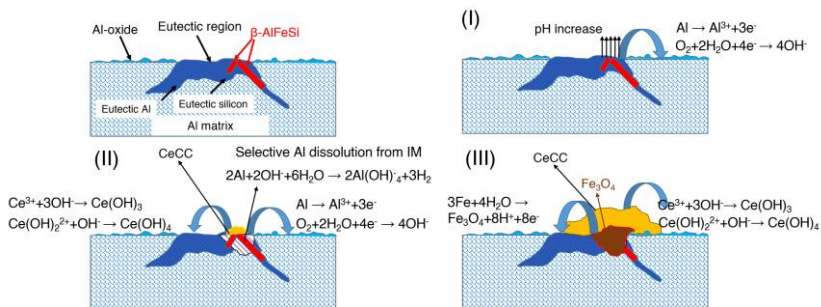 Eutectic region
β-AlFeSi
Al-oxide
Eutectic Al
Eutectic silicon
Al matrix
(I)
pH increase
Al → Al³⁺+3e⁻
O₂+2H₂O+4e⁻ → 4OH⁻
(II)
CeCC
Selective Al dissolution from IM
2Al+2OH⁻+6H₂O → 2Al(OH)⁻₄+3H₂
Ce³⁺+3OH⁻→ Ce(OH)₃
Ce(OH)₂²⁺+OH⁻→ Ce(OH)₄
Al → Al³⁺+3e⁻
O₂+2H₂O+4e⁻ → 4OH⁻
(III)
CeCC
Fe₃O₄
3Fe+4H₂O →
Fe₃O₄+8H⁺+8e⁻
Ce³⁺+3OH⁻→ Ce(OH)₃
Ce(OH)₂²⁺+OH⁻→ Ce(OH)₄